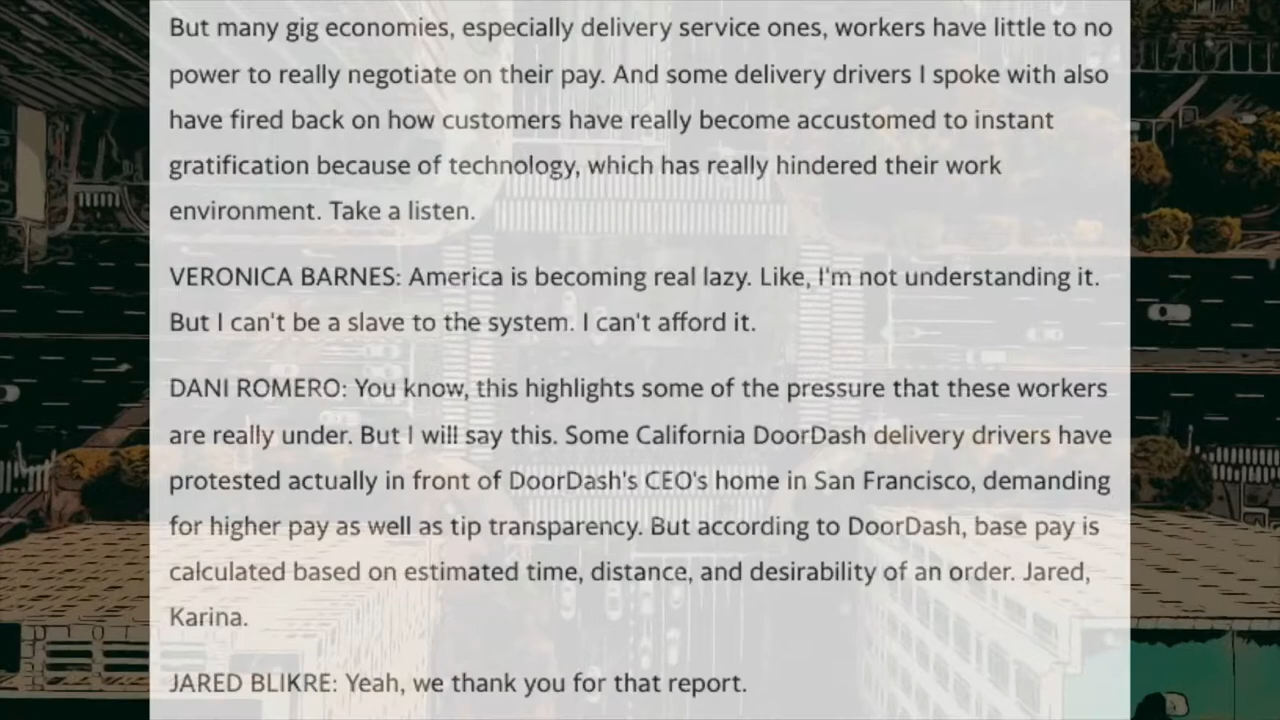 But many gig economies, especially delivery service ones, workers have little to no
power to really negotiate on their pay. And some delivery drivers I spoke with also
have fired back on how customers have really become accustomed to instant
gratification because of technology, which has really hindered their work
environment. Take a listen.
VERONICA BARNES: America is becoming real lazy. Like, I'm not understanding it.
But I can't be a slave to the system. I can't afford it.
DANI ROMERO: You know, this highlights some of the pressure that these workers
are really under. But I will say this. Some California DoorDash delivery drivers have
protested actually in front of DoorDash's CEO's home in San Francisco, demanding
for higher pay as well as tip transparency. But according to DoorDash, base pay is
calculated based on estimated time, distance, and desirability of an order. Jared,
Karina.
JARED BLIKRE: Yeah, we thank you for that report.